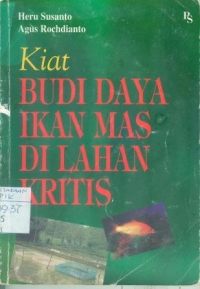 Heru Susanto
Agus Rochdianto
PS
Kiat
BUDI DAYA
IKAN MAS
DI LAHAN
KRITIS